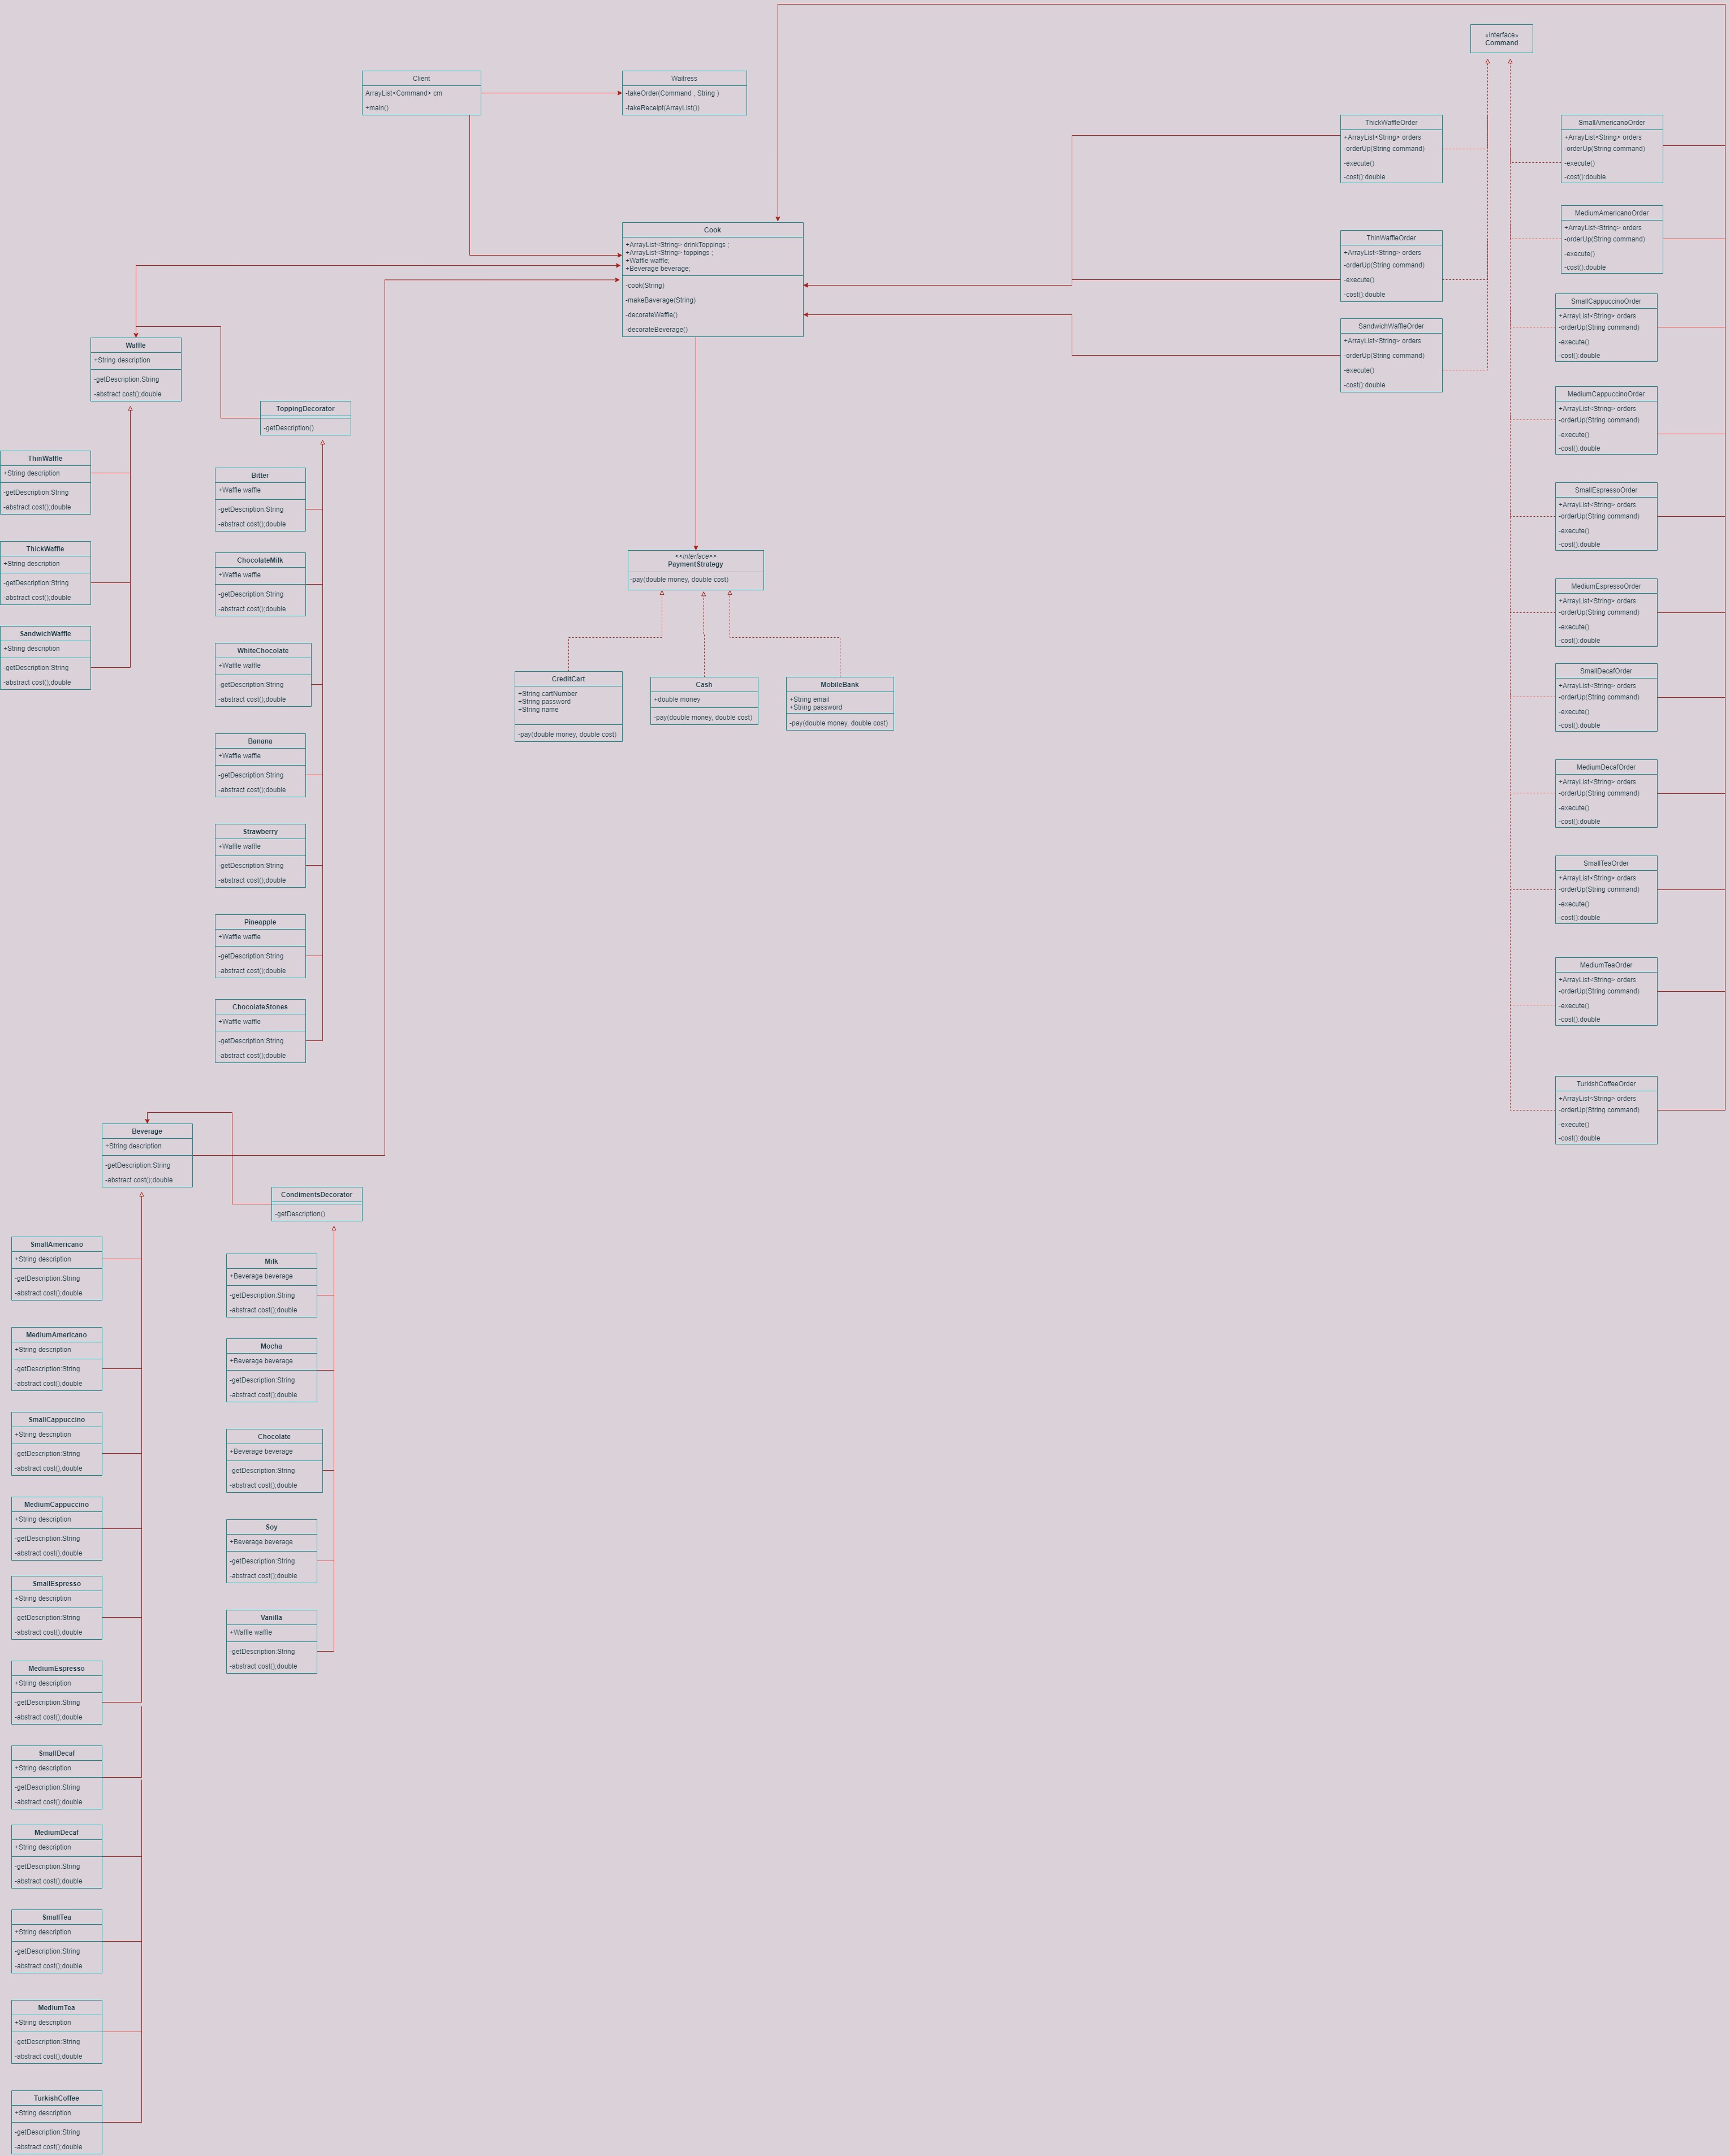 «interface»
Command
Client
ArrayList<Command> cm
+main()
Waitress
-takeOrder(Command , String )
-takeReceipt(ArrayList())
ThickWaffleOrder
+ArrayList<String> orders
-orderUp(String command)
-execute()
-cost():double
SmallAmericanoOrder
+ArrayList<String> orders
-orderUp(String command)
-execute()
-cost():double
MediumAmericanoOrder
+ArrayList<String> orders
-orderUp(String command)
-execute()
-cost():double
Cook
+ArrayList<String> drinkToppings ;
+ArrayList<String> toppings ;
+Waffle waffle;
+Beverage beverage;
-cook(String)
-makeBaverage(String)
-decorateWaffle()
-decorateBeverage()
ThinWaffleOrder
+ArrayList<String> orders
-orderUp(String command)
-execute()
-cost():double
SmallCappuccinoOrder
+ArrayList<String> orders
-orderUp(String command)
-execute()
-cost():double
SandwichWaffleOrder
+ArrayList<String> orders
-orderUp(String command)
-execute()
-cost():double
Waffle
+String description
-getDescription:String
-abstract cost();double
MediumCappuccinoOrder
+ArrayList<String> orders
-orderUp(String command)
-execute()
-cost():double
ToppingDecorator
-getDescription()
ThinWaffle
+String description
-getDescription:String
-abstract cost();double
Bitter
+Waffle waffle
-getDescription:String
-abstract cost();double
SmallEspressoOrder
+ArrayList<String> orders
-orderUp(String command)
-execute()
-cost():double
ThickWaffle
+String description
-getDescription:String
-abstract cost();double
ChocolateMilk
+Waffle waffle
-getDescription:String
-abstract cost();double
<<interface>>
PaymentStrategy
-pay(double money, double cost)
MediumEspressoOrder
+ArrayList<String> orders
-orderUp(String command)
-execute()
-cost():double
SandwichWaffle
+String description
-getDescription:String
-abstract cost();double
WhiteChocolate
+Waffle waffle
-getDescription:String
-abstract cost();double
CreditCart
+String cartNumber
+String password
+String name
-pay(double money, double cost)
Cash
+double money
-pay(double money, double cost)
MobileBank
+String email
+String password
-pay(double money, double cost)
SmallDecafOrder
+ArrayList<String> orders
-orderUp(String command)
-execute()
-cost():double
Banana
+Waffle waffle
-getDescription:String
-abstract cost();double
MediumDecafOrder
+ArrayList<String> orders
-orderUp(String command)
-execute()
-cost():double
Strawberry
+Waffle waffle
-getDescription:String
-abstract cost();double
SmallTeaOrder
+ArrayList<String> orders
-orderUp(String command)
-execute()
-cost():double
Pineapple
+Waffle waffle
-getDescription:String
-abstract cost();double
MediumTeaOrder
+ArrayList<String> orders
-orderUp(String command)
-execute()
-cost():double
ChocolateStones
+Waffle waffle
-getDescription:String
-abstract cost();double
TurkishCoffeeOrder
+ArrayList<String> orders
-orderUp(String command)
-execute()
-cost():double
Beverage
+String description
-getDescription:String
-abstract cost();double
CondimentsDecorator
-getDescription()
SmallAmericano
+String description
-getDescription:String
-abstract cost();double
Milk
+Beverage beverage
-getDescription:String
-abstract cost();double
MediumAmericano
+String description
-getDescription:String
-abstract cost();double
Mocha
+Beverage beverage
-getDescription:String
-abstract cost();double
SmallCappuccino
+String description
-getDescription:String
-abstract cost();double
Chocolate
+Beverage beverage
-getDescription:String
-abstract cost();double
MediumCappuccino
+String description
-getDescription:String
-abstract cost();double
Soy
+Beverage beverage
-getDescription:String
-abstract cost();double
SmallEspresso
+String description
-getDescription:String
-abstract cost();double
Vanilla
+Waffle waffle
-getDescription:String
-abstract cost();double
MediumEspresso
+String description
-getDescription:String
-abstract cost();double
SmallDecaf
+String description
-getDescription:String
-abstract cost();double
MediumDecaf
+String description
-getDescription:String
-abstract cost();double
SmallTea
+String description
-getDescription:String
-abstract cost();double
MediumTea
+String description
-getDescription:String
-abstract cost();double
TurkishCoffee
+String description
-getDescription:String
-abstract cost();double